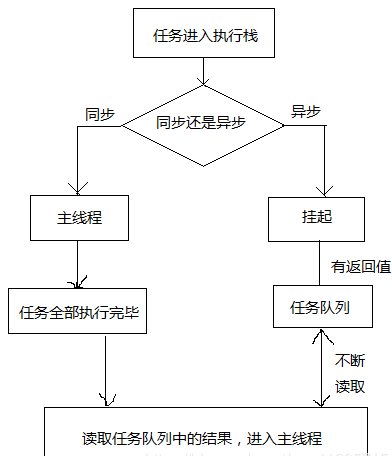 任务进入执行栈
同步还是异步
同步
异步
主线程
挂起
有返回值
任务全部执行完毕
任务队列
不断
读取
读取任务队列中的结果，进入主线程